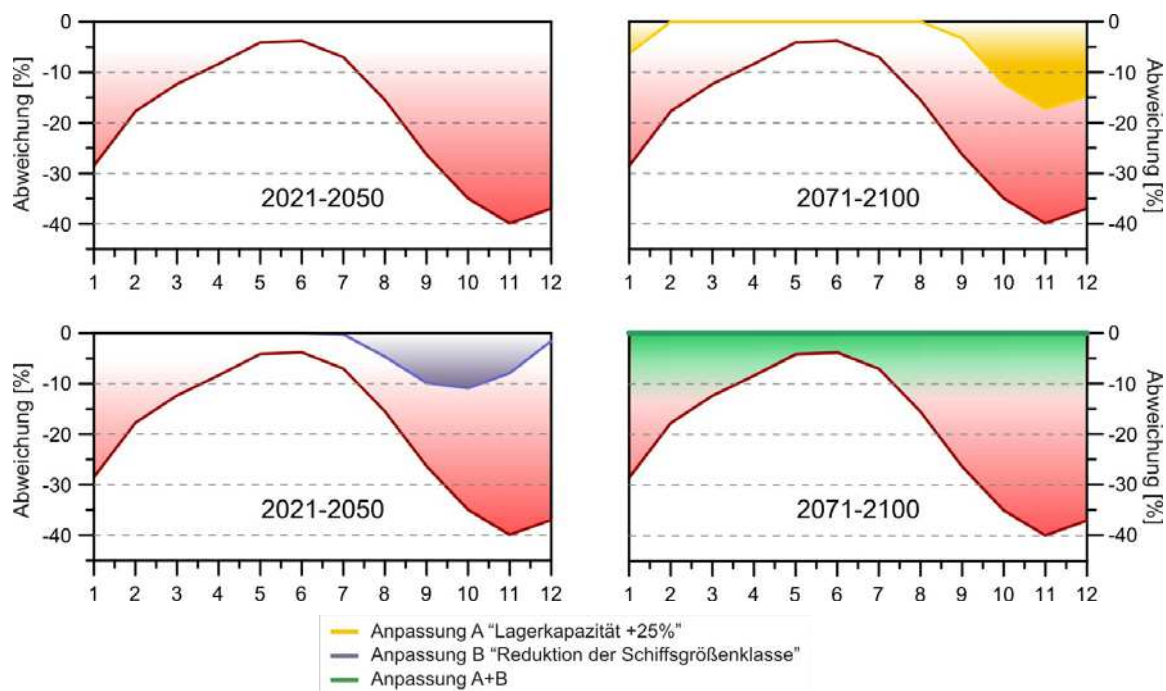 0
-10
-20
-30
-40
Abweichung [%]
2021-2050
1 2 3 4 5 6 7 8 9 10 11 12
0
-10
-20
-30
-40
Abweichung [%]
2071-2100
1 2 3 4 5 6 7 8 9 10 11 12
0
-10
-20
-30
-40
Abweichung [%]
2021-2050
1 2 3 4 5 6 7 8 9 10 11 12
0
-10
-20
-30
-40
Abweichung [%]
2071-2100
1 2 3 4 5 6 7 8 9 10 11 12
Anpassung A “Lagerkapazität +25%”
Anpassung B “Reduktion der Schiffsgrößenklasse”
Anpassung A+B